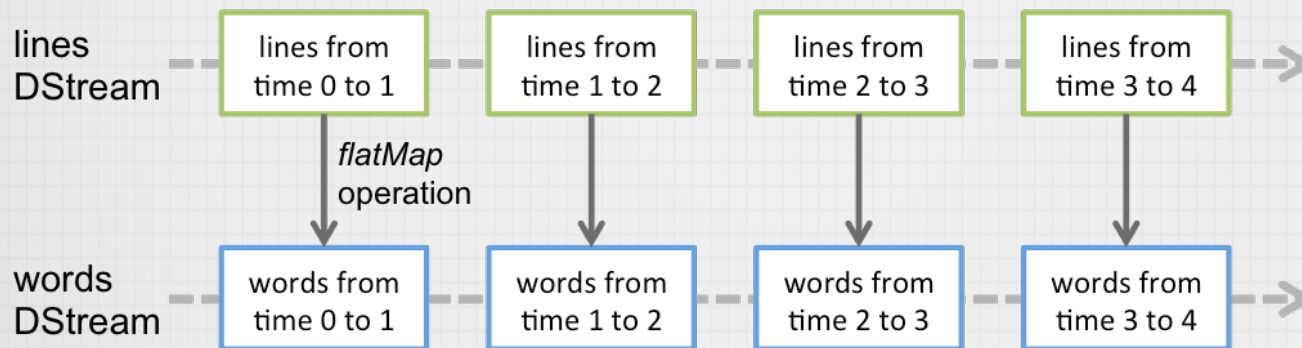 lines
DStream
lines from
time 0 to 1
lines from
time 1 to 2
lines from
time 2 to 3
lines from
time 3 to 4
flatMap
operation
words
DStream
words from
time 0 to 1
words from
time 1 to 2
words from
time 2 to 3
words from
time 3 to 4